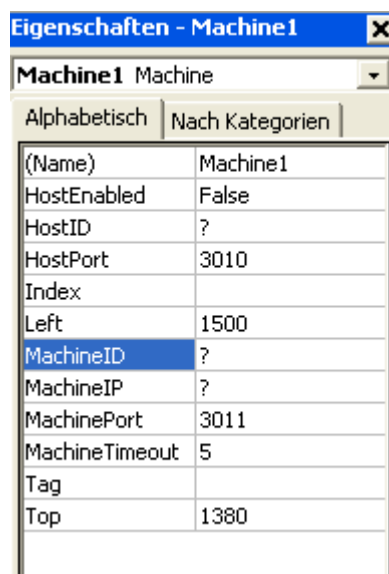 Eigenschaften - Machine1
Machine1 Machine
Alphabetisch Nach Kategorien
(Name) Machine1
HostEnabled False
HostID ?
HostPort 3010
Index
Left 1500
MachineID ?
MachineIP ?
MachinePort 3011
MachineTimeout 5
Tag
Top 1380